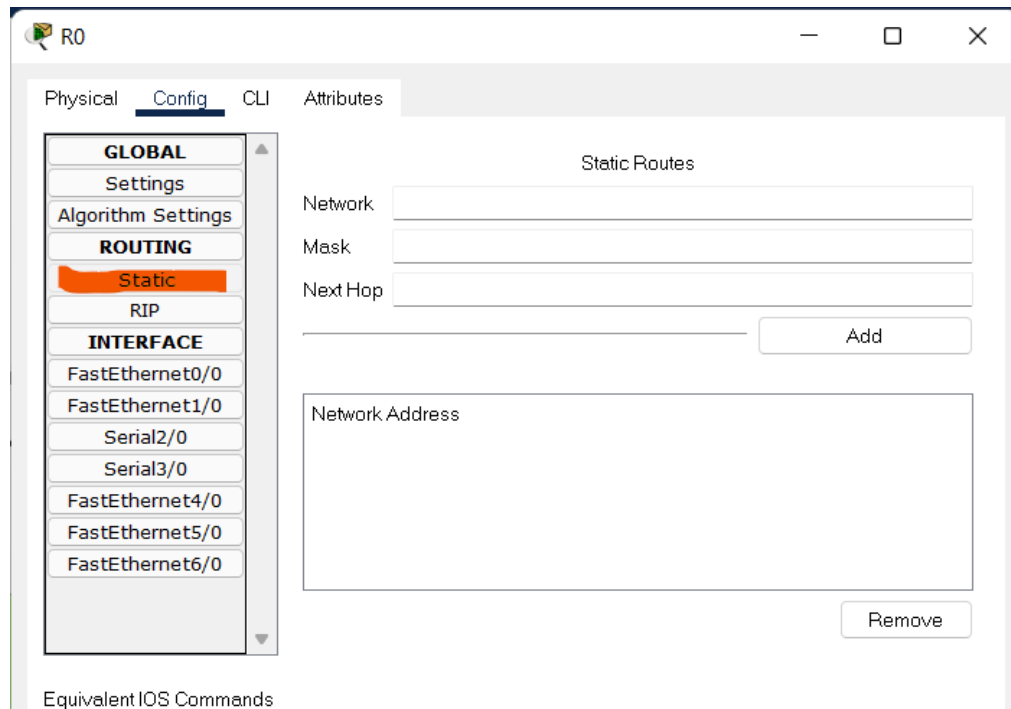 R0
Physical Config CLI Attributes
GLOBAL
Settings
Algorithm Settings
ROUTING
Static
RIP
INTERFACE
FastEthernet0/0
FastEthernet1/0
Serial2/0
Serial3/0
FastEthernet4/0
FastEthernet5/0
FastEthernet6/0
Static Routes
Network
Mask
Next Hop
Add
Network Address
Remove
Equivalent IOS Commands